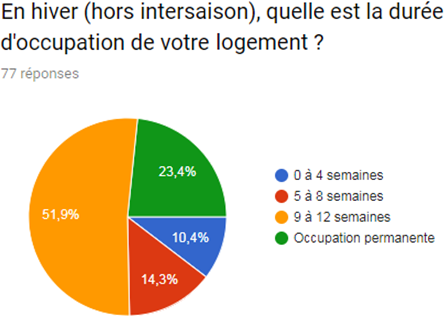 En hiver (hors intersaison), quelle est la durée
d'occupation de votre logement ?
77 réponses
23,4%
51,9%
10,4%
14,3%
0 à 4 semaines
5 à 8 semaines
9 à 12 semaines
Occupation permanente